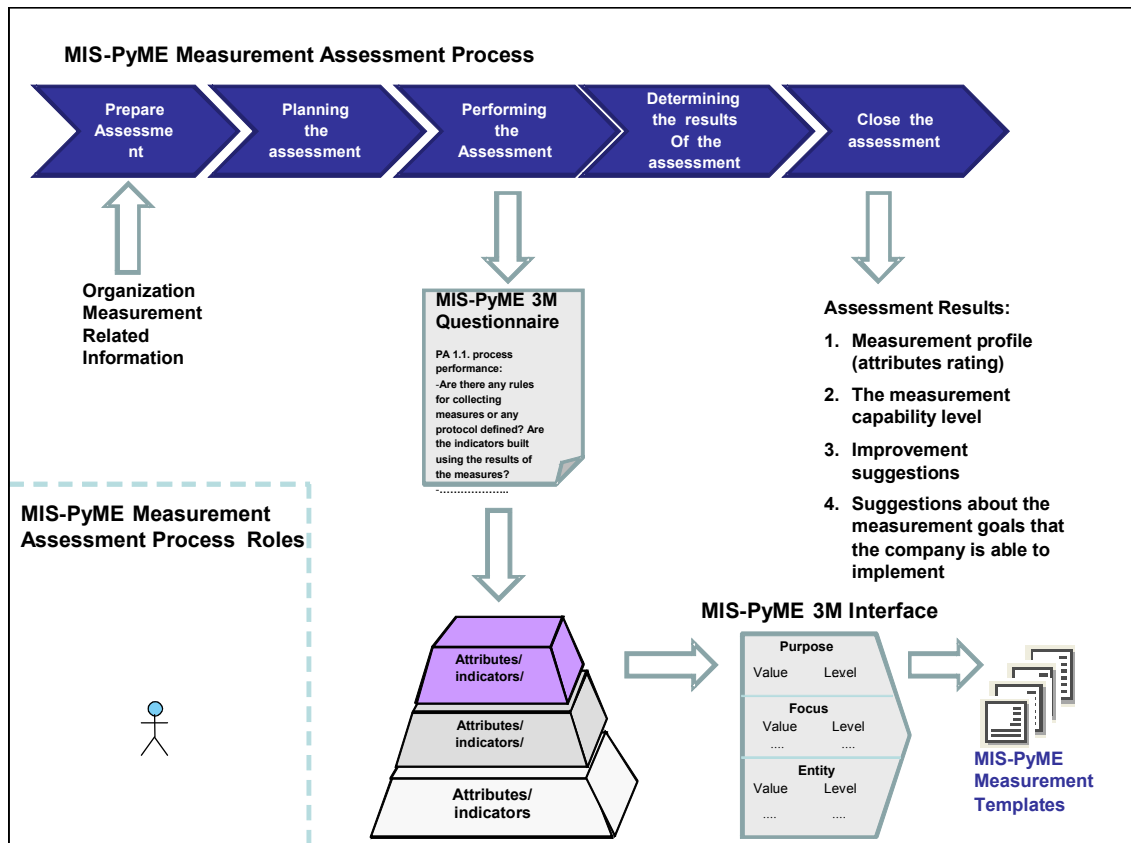 MIS-PyME Measurement Assessment Process
Prepare
Assessme
nt
Planning
the
assessment
Performing
the
Assessment
Determining
the results
Of the
assessment
Close the
assessment
Organization
Measurement
Related
Information
MIS-PyME 3M
Questionnaire
PA 1.1. process
performance:
-Are there any rules
for collecting
measures or any
protocol defined? Are
the indicators built
using the results of
the measures?
-....................
Assessment Results:
1. Measurement profile
(attributes rating)
2. The measurement
capability level
3. Improvement
suggestions
4. Suggestions about the
measurement goals that
the company is able to
implement
MIS-PyME Measurement
Assessment Process Roles
Attributes/
indicators/
Attributes/
indicators/
Attributes/
indicators
MIS-PyME 3M Interface
Purpose
Value Level
Focus
Value Level
.... ....
Entity
Value Level
.... ....
MIS-PyME
Measurement
Templates